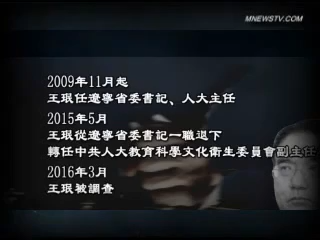 MNEWSTV.COM
2009年11月起
王珉任遼寧省委書記、人大主任
2015年5月
王珉從遼寧省委書記一職退下
轉任中共人大教育科學文化衛生委員會副主任
2016年3月
王珉被調查